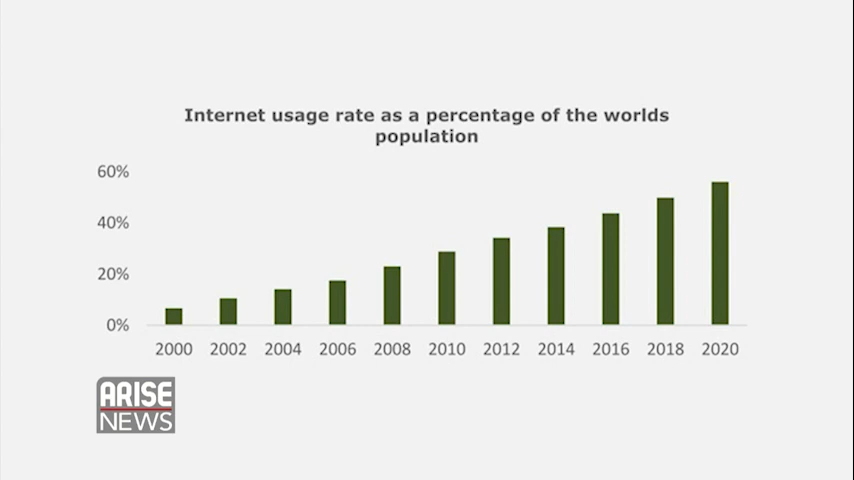 Internet usage rate as a percentage of the worlds
population
60%
40%
20%
0%
2000 2002 2004 2006 2008 2010 2012 2014 2016 2018 2020
ARISE
NEWS